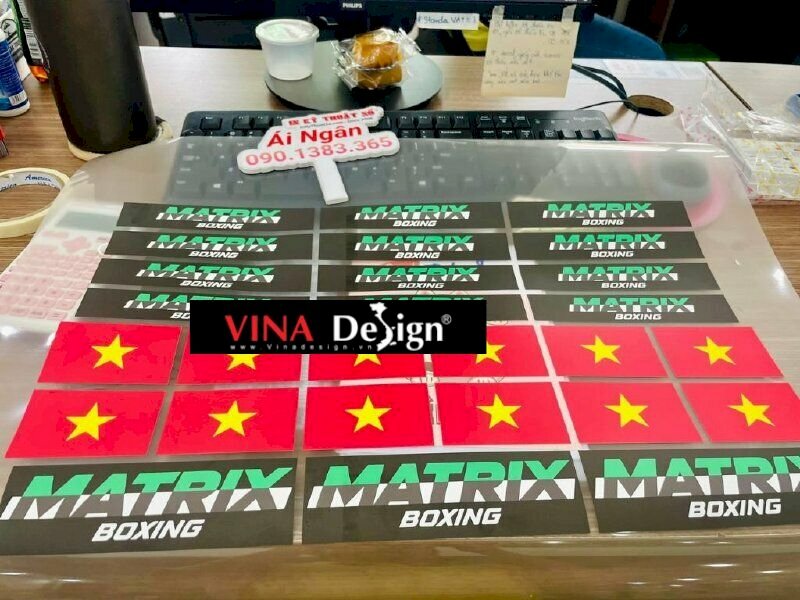 PHILIPS
IN KỸ THUẬT SỐ
Ái Ngân
090.1383.365
logitech
MATRIX
BOXING
MATRIX
BOXING
MATRIX
BOXING
MATRIX
BOXING
MATRIX
BOXING
MATRIX
BOXING
MATRIX
BOXING
MATRIX
BOXING
MATRIX
BOXING
MATRIX
BOXING
MATRIX
BOXING
VINA Design®
www.Vinadesign.vn
MATRIX
BOXING
MATRIX
BOXING
MATRIX
BOXING